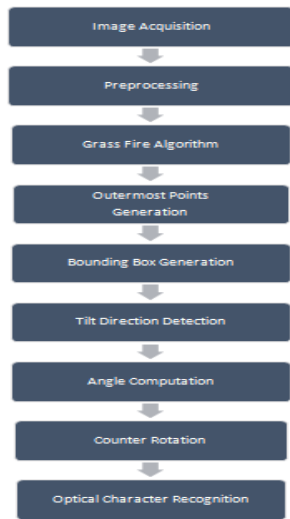 Image Acquisition
Preprocessing
Grass Fire Algorithm
Outermost Points
Generation
Bounding Box Generation
Tilt Direction Detection
Angle Computation
Counter Rotation
Optical Character Recognition